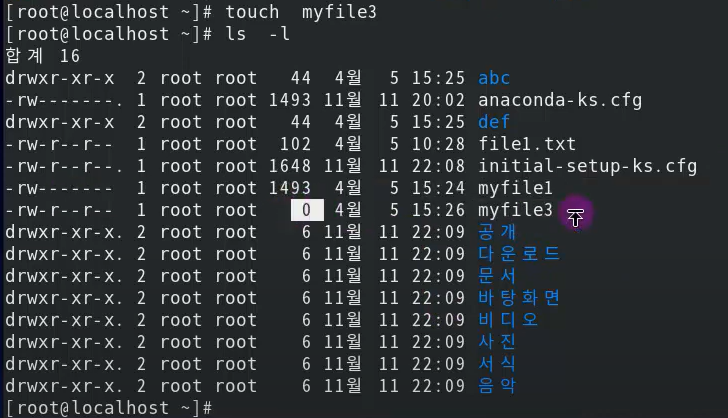 [root@localhost ~]# touch  myfile3
[root@localhost ~]# ls  -l
합계 16
drwxr-xr-x  2 root root   44  4월  5 15:25 abc
-rw-------. 1 root root 1493 11월 11 20:02 anaconda-ks.cfg
drwxr-xr-x  2 root root   44  4월  5 15:25 def
-rw-r--r--  1 root root  102  4월  5 10:28 file1.txt
-rw-r--r--. 1 root root 1648 11월 11 22:08 initial-setup-ks.cfg
-rw-------  1 root root 1493  4월  5 15:24 myfile1
-rw-r--r--  1 root root    0  4월  5 15:26 myfile3
drwxr-xr-x. 2 root root    6 11월 11 22:09 공개
drwxr-xr-x. 2 root root    6 11월 11 22:09 다운로드
drwxr-xr-x. 2 root root    6 11월 11 22:09 문서
drwxr-xr-x. 2 root root    6 11월 11 22:09 바탕화면
drwxr-xr-x. 2 root root    6 11월 11 22:09 비디오
drwxr-xr-x. 2 root root    6 11월 11 22:09 사진
drwxr-xr-x. 2 root root    6 11월 11 22:09 서식
drwxr-xr-x. 2 root root    6 11월 11 22:09 음악
[root@localhost ~]#